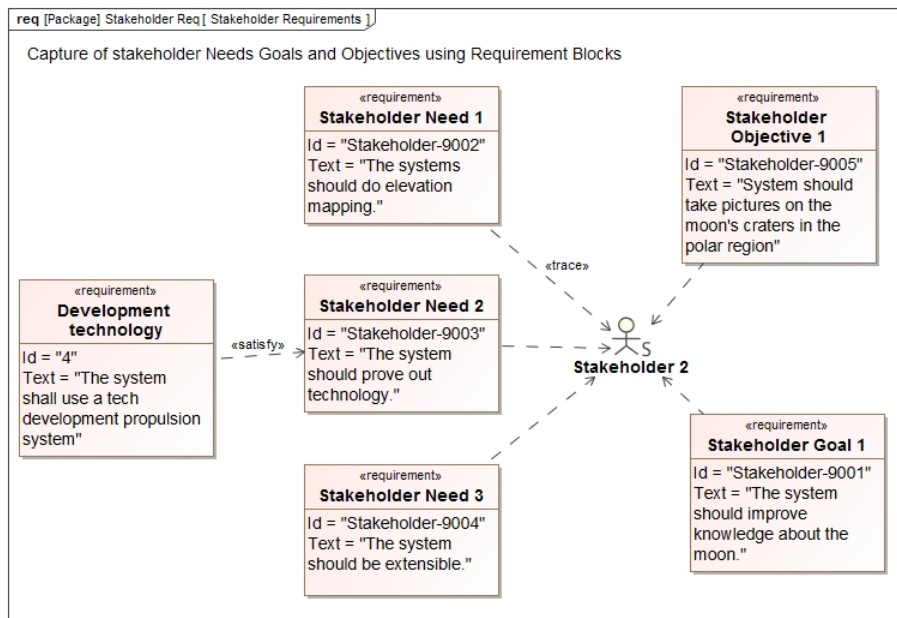 req [Package] Stakeholder Req [ Stakeholder Requirements ]
Capture of stakeholder Needs Goals and Objectives using Requirement Blocks
«requirement»
Stakeholder Need 1
Id = "Stakeholder-9002"
Text = "The systems
should do elevation
mapping."
«requirement»
Stakeholder
Objective 1
Id = "Stakeholder-9005"
Text = "System should
take pictures on the
moon's craters in the
polar region"
«trace»
«requirement»
Development
technology
Id = "4"
Text = "The system
shall use a tech
development propulsion
system"
«satisfy»
«requirement»
Stakeholder Need 2
Id = "Stakeholder-9003"
Text = "The system
should prove out
technology."
S
Stakeholder 2
«requirement»
Stakeholder Need 3
Id = "Stakeholder-9004"
Text = "The system
should be extensible."
«requirement»
Stakeholder Goal 1
Id = "Stakeholder-9001"
Text = "The system
should improve
knowledge about the
moon."